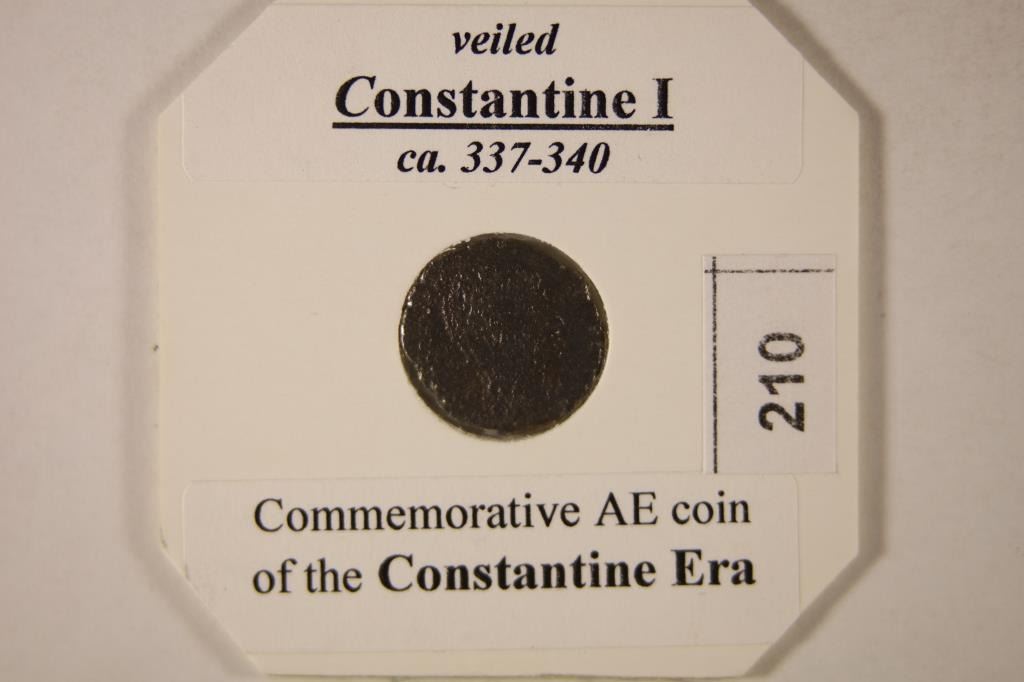 veiled
Constantine I
ca. 337-340
210
Commemorative AE coin
of the Constantine Era